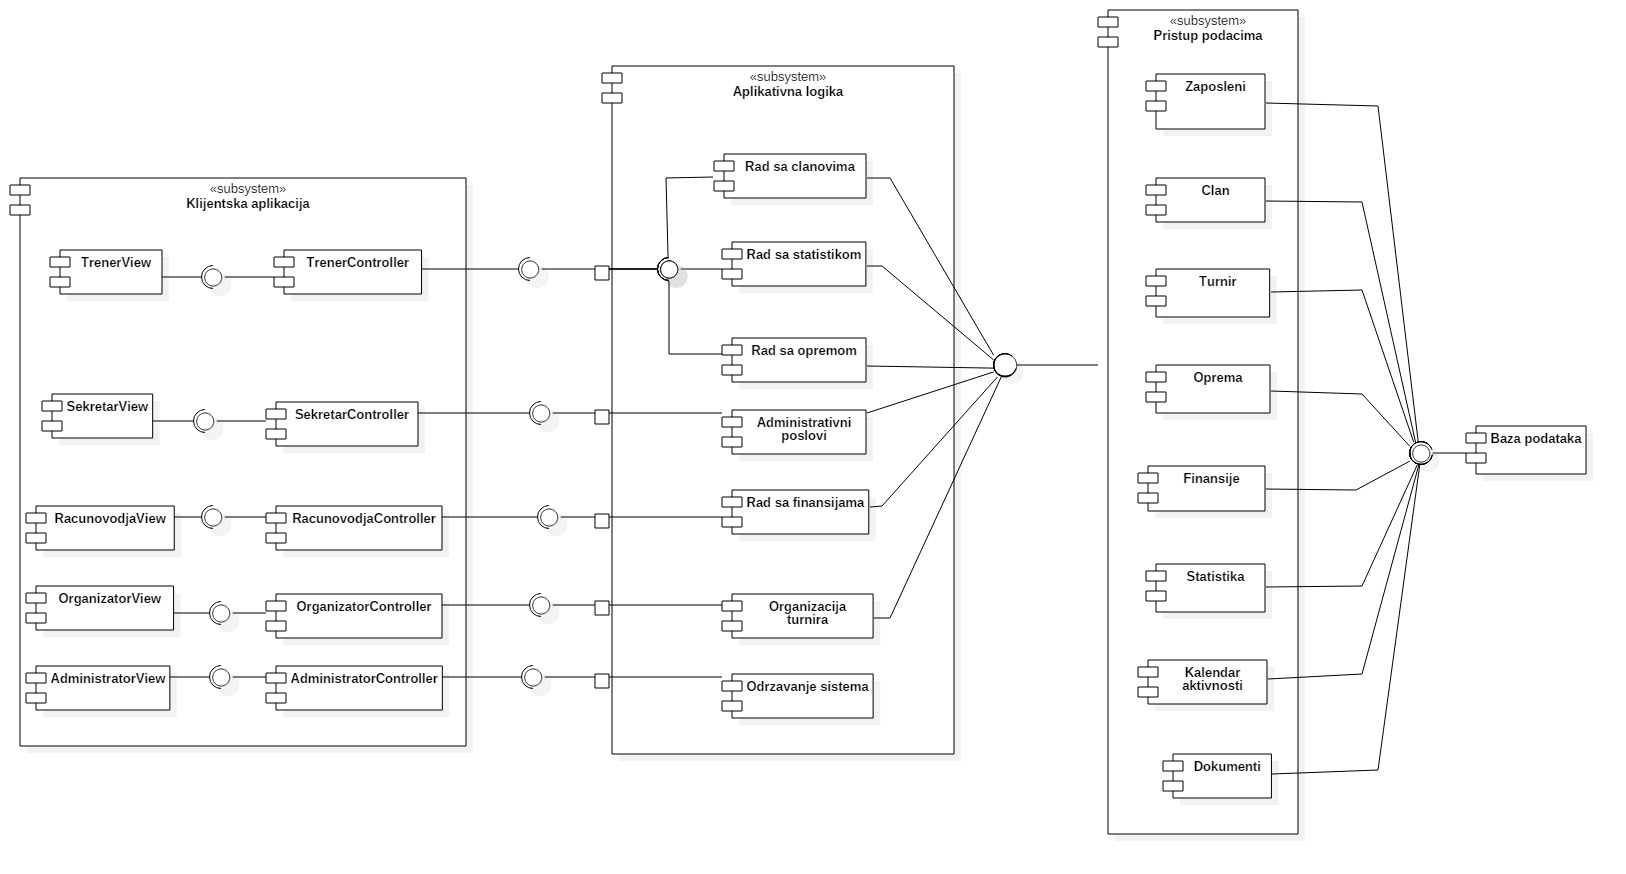 «subsystem»
Klijentska aplikacija
TrenerView
TrenerController
SekretarView
SekretarController
RacunovodjaView
RacunovodjaController
OrganizatorView
OrganizatorController
AdministratorView
AdministratorController
«subsystem»
Aplikativna logika
Rad sa clanovima
Rad sa statistikom
Rad sa opremom
Administrativni
poslovi
Rad sa finansijama
Organizacija
turnira
Odrzavanje sistema
«subsystem»
Pristup podacima
Zaposleni
Clan
Turnir
Oprema
Finansije
Statistika
Kalendar
aktivnosti
Dokumenti
Baza podataka